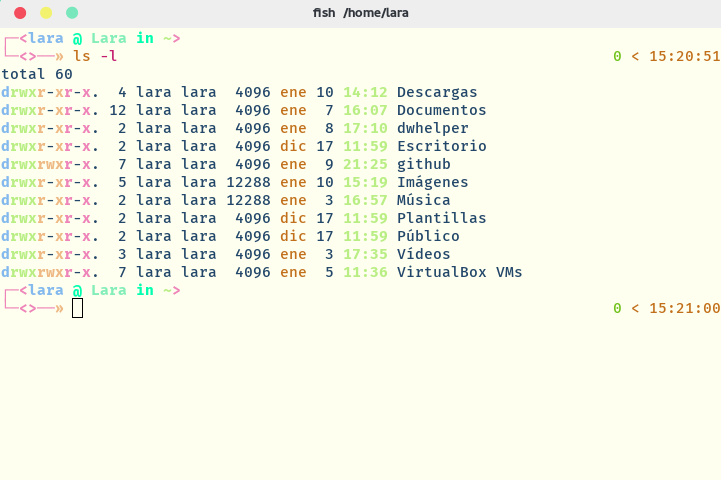 fish /home/lara
┌─<lara @ Lara in ~>
└─<>──» ls -l 0 < 15:20:51
total 60
drwxr-xr-x.  4 lara lara  4096 ene 10 14:12 Descargas
drwxr-xr-x. 12 lara lara  4096 ene  7 16:07 Documentos
drwxr-xr-x.  2 lara lara  4096 ene  8 17:10 dwhelper
drwxr-xr-x.  2 lara lara  4096 dic 17 11:59 Escritorio
drwxrwxr-x.  7 lara lara  4096 ene  9 21:25 github
drwxr-xr-x.  5 lara lara 12288 ene 10 15:19 Imágenes
drwxr-xr-x.  2 lara lara 12288 ene  3 16:57 Música
drwxr-xr-x.  2 lara lara  4096 dic 17 11:59 Plantillas
drwxr-xr-x.  2 lara lara  4096 dic 17 11:59 Público
drwxr-xr-x.  3 lara lara  4096 ene  3 17:35 Vídeos
drwxrwxr-x.  7 lara lara  4096 ene  5 11:36 VirtualBox VMs
┌─<lara @ Lara in ~>
└─<>──» 0 < 15:21:00